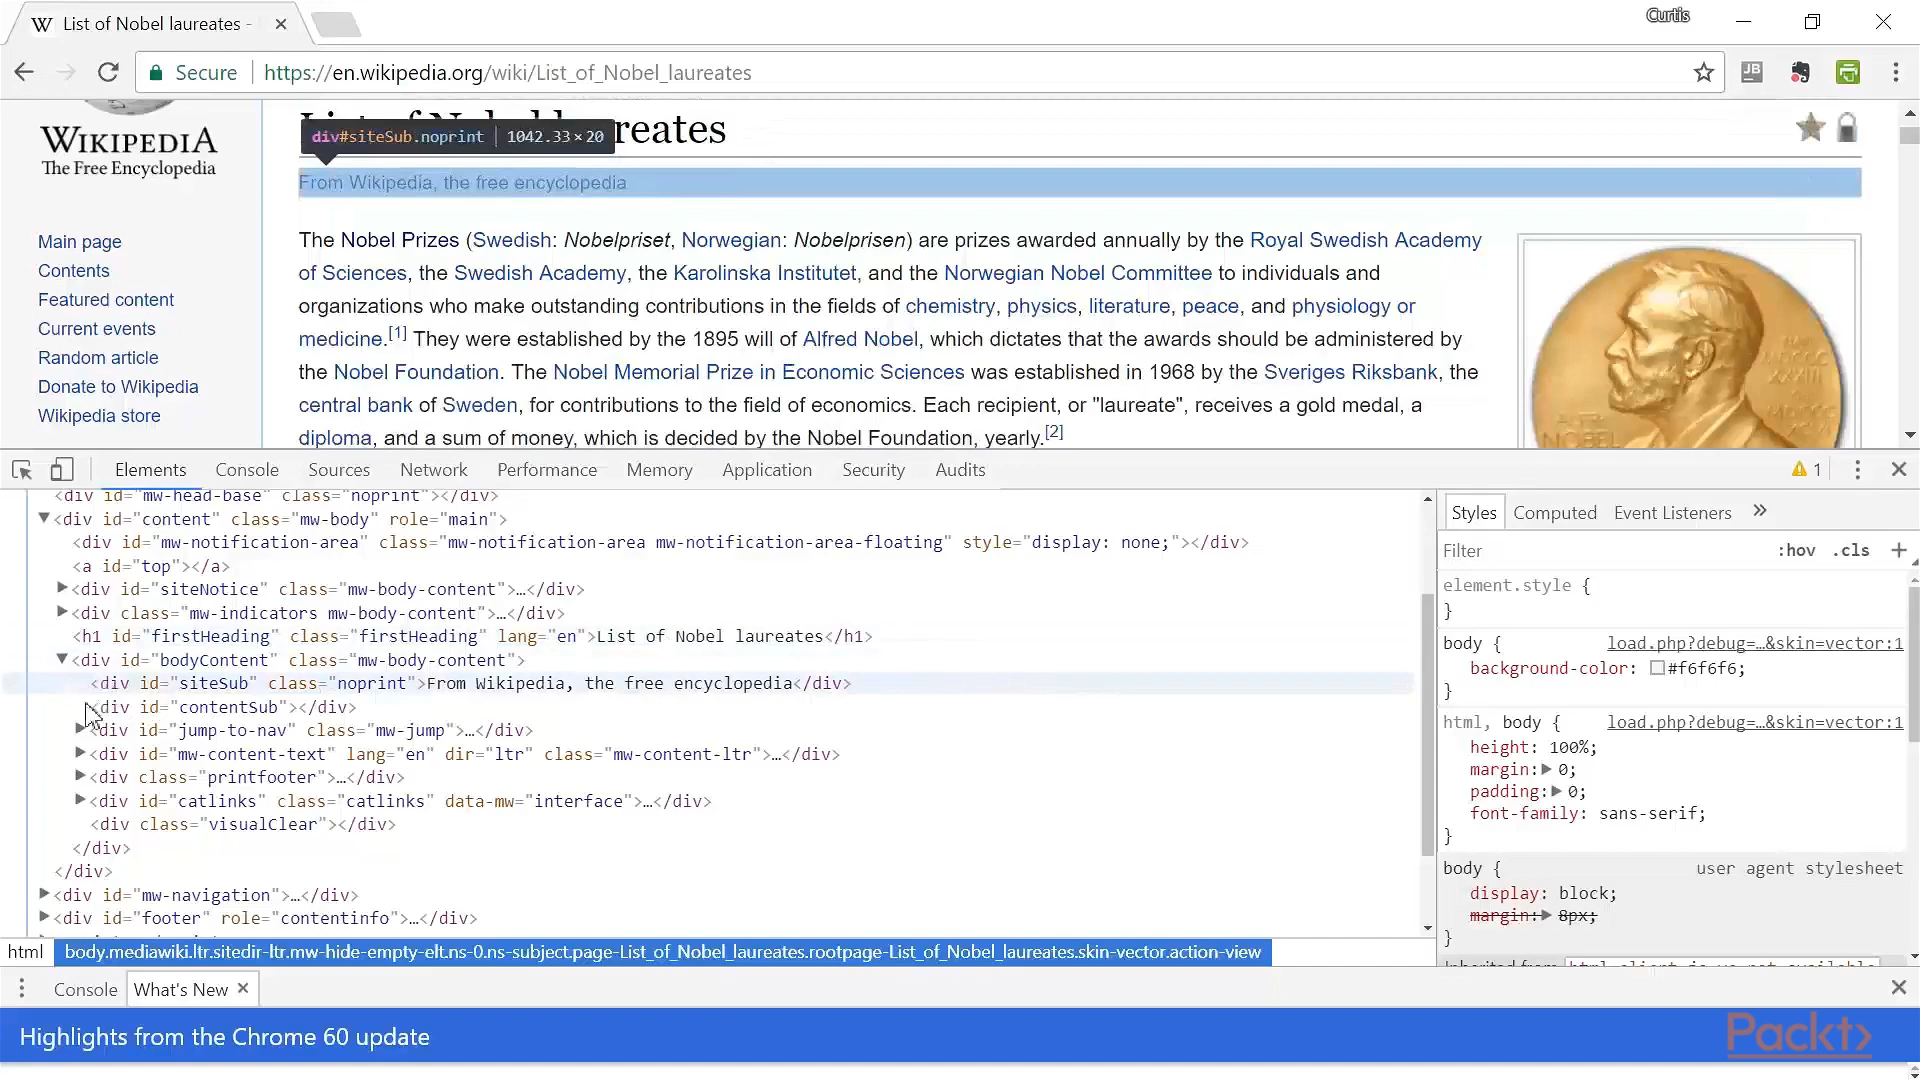 List of Nobel laureates -
Curtis
Secure
https://en.wikipedia.org/wiki/List_of_Nobel_laureates
JB
WIKIPEDIA
The Free Encyclopedia
Main page
Contents
Featured content
Current events
Random article
Donate to Wikipedia
Wikipedia store
List of Nobel laureates
div#siteSub.noprint | 1042.33 × 20
From Wikipedia, the free encyclopedia
The Nobel Prizes (Swedish: Nobelpriset, Norwegian: Nobelprisen) are prizes awarded annually by the Royal Swedish Academy
of Sciences, the Swedish Academy, the Karolinska Institutet, and the Norwegian Nobel Committee to individuals and
organizations who make outstanding contributions in the fields of chemistry, physics, literature, peace, and physiology or
medicine.[1] They were established by the 1895 will of Alfred Nobel, which dictates that the awards should be administered by
the Nobel Foundation. The Nobel Memorial Prize in Economic Sciences was established in 1968 by the Sveriges Riksbank, the
central bank of Sweden, for contributions to the field of economics. Each recipient, or "laureate", receives a gold medal, a
diploma, and a sum of money, which is decided by the Nobel Foundation, yearly.[2]
Elements Console Sources Network Performance Memory Application Security Audits
1
<div id="mw-head-base" class="noprint"></div>
<div id="content" class="mw-body" role="main">
<div id="mw-notification-area" class="mw-notification-area mw-notification-area-floating" style="display: none;"></div>
<a id="top"></a>
<div id="siteNotice" class="mw-body-content">…</div>
<div class="mw-indicators mw-body-content">…</div>
<h1 id="firstHeading" class="firstHeading" lang="en">List of Nobel laureates</h1>
<div id="bodyContent" class="mw-body-content">
<div id="siteSub" class="noprint">From Wikipedia, the free encyclopedia</div>
<div id="contentSub"></div>
<div id="jump-to-nav" class="mw-jump">…</div>
<div id="mw-content-text" lang="en" dir="ltr" class="mw-content-ltr">…</div>
<div class="printfooter">…</div>
<div id="catlinks" class="catlinks" data-mw="interface">…</div>
<div class="visualClear"></div>
</div>
</div>
<div id="mw-navigation">…</div>
<div id="footer" role="contentinfo">…</div>
html body.mediawiki.ltr.sitedir-ltr.mw-hide-empty-elt.ns-0.ns-subject.page-List_of_Nobel_laureates.rootpage-List_of_Nobel_laureates.skin-vector.action-view
Styles Computed Event Listeners »
Filter :hov .cls +
element.style {
}
body { load.php?debug=…&skin=vector:1
background-color: #f6f6f6;
}
html, body { load.php?debug=…&skin=vector:1
height: 100%;
margin: 0;
padding: 0;
font-family: sans-serif;
}
body { user agent stylesheet
display: block;
margin: 8px;
}
Console What's New
Highlights from the Chrome 60 update
Packt>